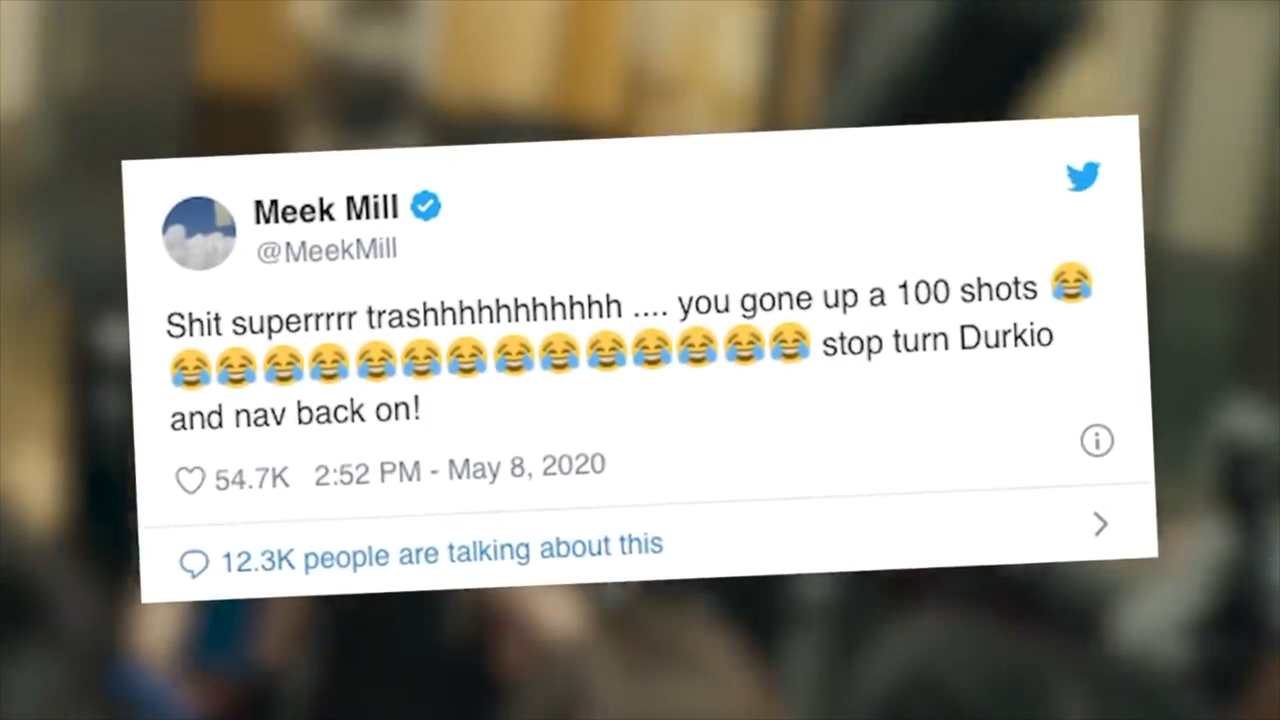 Meek Mill
@MeekMill
Shit superrrrr trashhhhhhhhhhh .... you gone up a 100 shots 😂
😂😂😂😂😂😂😂😂😂😂😂😂😂😂 stop turn Durkio
and nav back on!
54.7K 2:52 PM - May 8, 2020
12.3K people are talking about this